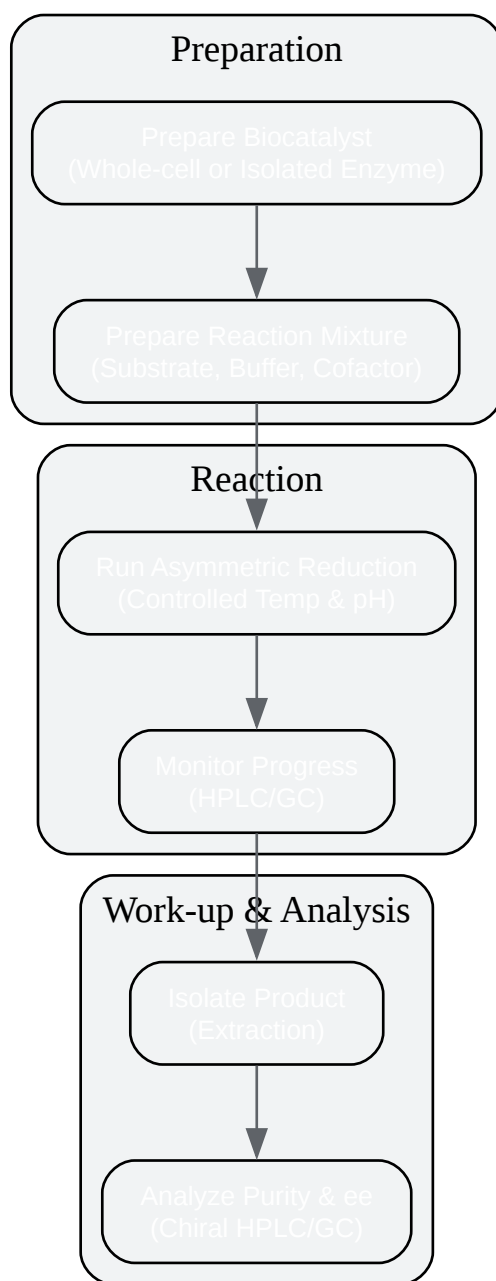 Preparation
Prepare Biocatalyst
(Whole-cell or Isolated Enzyme)
Prepare Reaction Mixture
(Substrate, Buffer, Cofactor)
Reaction
Run Asymmetric Reduction
(Controlled Temp & pH)
Monitor Progress
(HPLC/GC)
Work-up & Analysis
Isolate Product
(Extraction)
Analyze Purity & ee
(Chiral HPLC/GC)